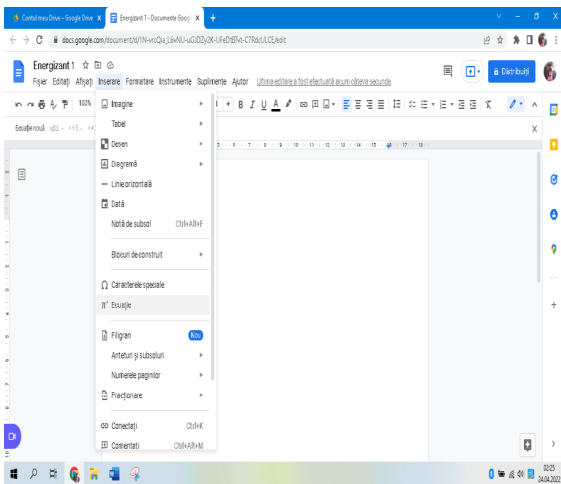 Contul meu Drive – Google Drive
Energizant 1 - Documente Googl
docs.google.com/document/d/
/edit
Energizant 1
Fișier Editați Afișați Inserare Formatare Instrumente Suplimente Ajutor Ultima editare a fost efectuată acum câteva secunde
Distribuiți
100%
B I U A
Ecuație nouă
Imagine
Tabel
Desen
Diagramă
Linie orizontală
Dată
Notă de subsol Ctrl+Alt+F
Blocuri de construit
Caracterele speciale
π² Ecuație
Filigran Nou
Anteturi și subsoluri
Numerele paginilor
Fracționare
Conectați Ctrl+K
Comentati Ctrl+Alt+M
02:25
24.04.2022